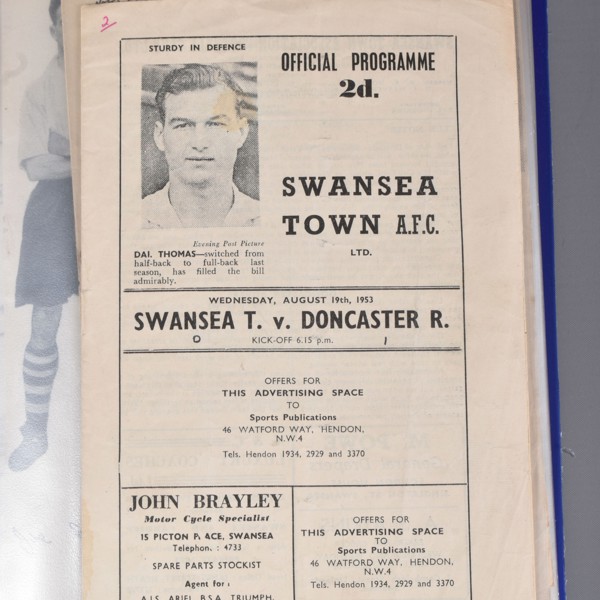 2
STURDY IN DEFENCE
OFFICIAL PROGRAMME
2d.
SWANSEA
TOWN A.F.C.
LTD.
Evening Post Picture
DAI. THOMAS—switched from
half-back to full-back last
season, has filled the bill
admirably.
WEDNESDAY, AUGUST 19th, 1953
SWANSEA T. v. DONCASTER R.
0 KICK-OFF 6.15 p.m. 1
OFFERS FOR
THIS ADVERTISING SPACE
TO
Sports Publications
46 WATFORD WAY, HENDON,
N.W.4
Tels. Hendon 1934, 2929 and 3370
JOHN BRAYLEY
Motor Cycle Specialist
15 PICTON P. ACE, SWANSEA
Telephone. : 4733
SPARE PARTS STOCKIST
Agent for
A.J.S. ARIEL B.S.A. TRIUMPH.
OFFERS FOR
THIS ADVERTISING SPACE
TO
Sports Publications
46 WATFORD WAY, HENDON,
N.W.4
Tels. Hendon 1934, 2929 and 3370